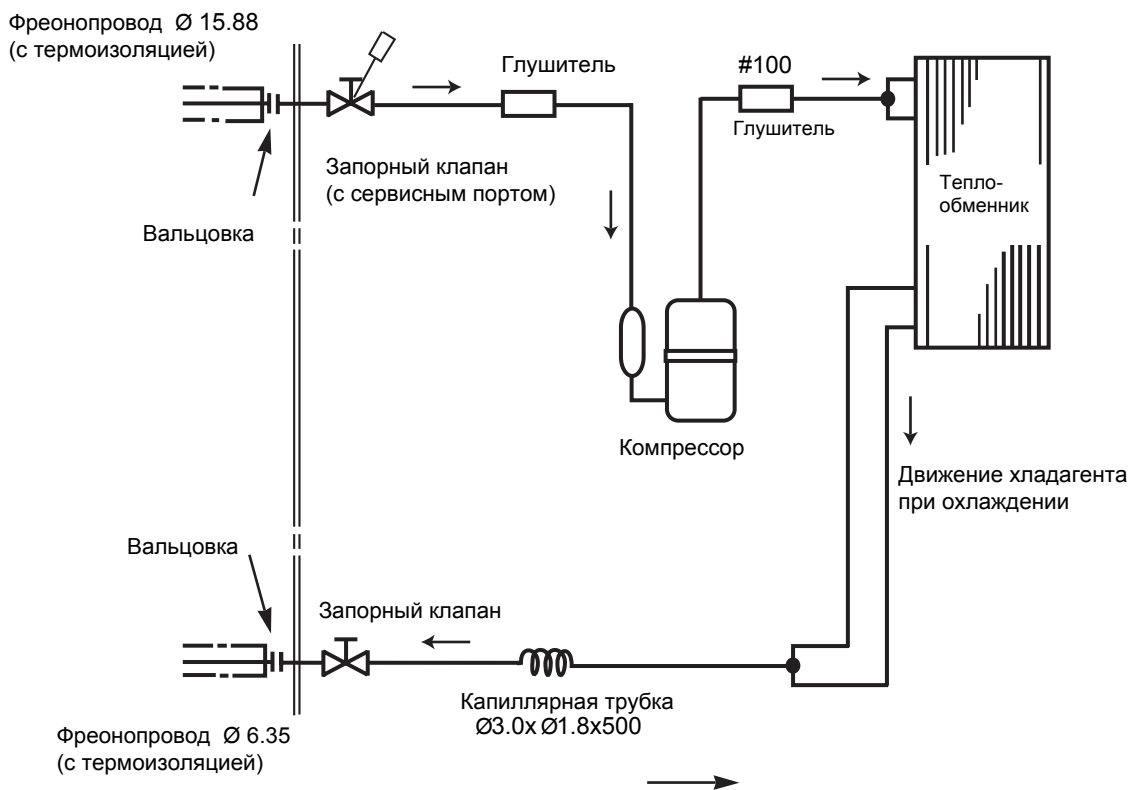 Фреонопровод Ø 15.88
(с термоизоляцией)
Глушитель
#100
Глушитель
Запорный клапан
(с сервисным портом)
Тепло-
обменник
Вальцовка
Компрессор
Движение хладагента
при охлаждении
Вальцовка
Запорный клапан
Капиллярная трубка
Ø3.0x Ø1.8x500
Фреонопровод Ø 6.35
(с термоизоляцией)